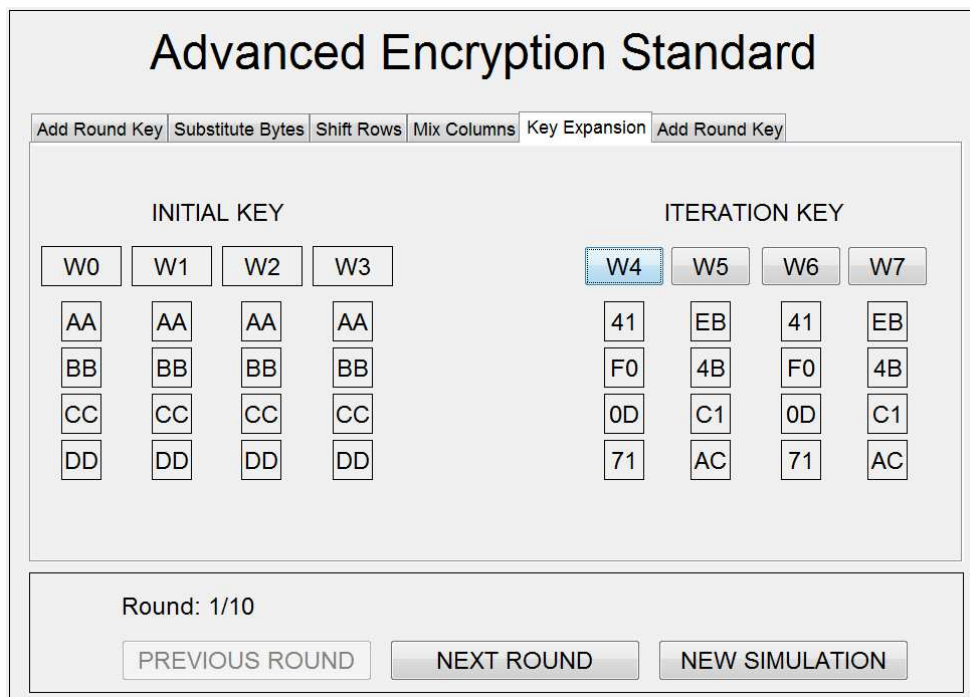 Advanced Encryption Standard
Add Round Key Substitute Bytes Shift Rows Mix Columns Key Expansion Add Round Key
INITIAL KEY ITERATION KEY
W0 W1 W2 W3 W4 W5 W6 W7
AA AA AA AA 41 EB 41 EB
BB BB BB BB F0 4B F0 4B
CC CC CC CC 0D C1 0D C1
DD DD DD DD 71 AC 71 AC
Round: 1/10
PREVIOUS ROUND NEXT ROUND NEW SIMULATION